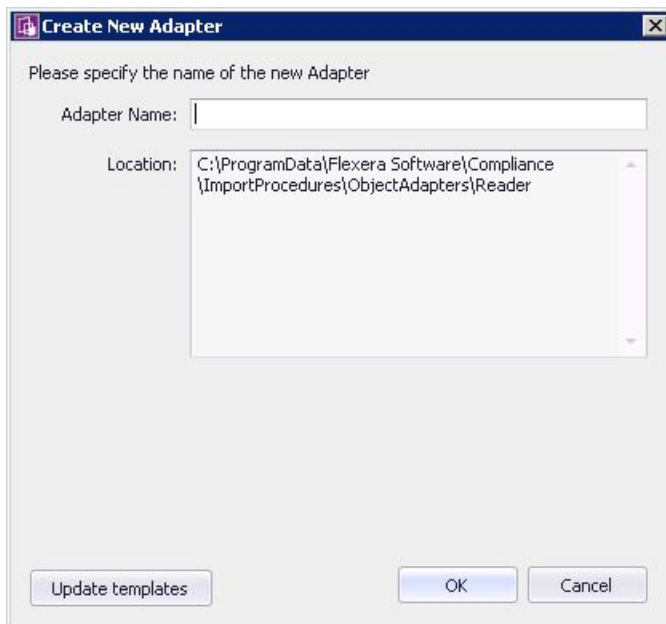 Create New Adapter
Please specify the name of the new Adapter
Adapter Name:
Location: C:\ProgramData\Flexera Software\Compliance
\ImportProcedures\ObjectAdapters\Reader
Update templates OK Cancel